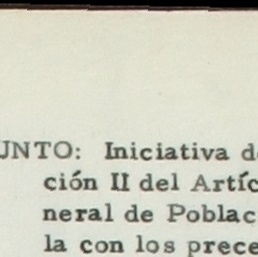 UNTO: Iniciativa d
ción II del Artíc
neral de Poblac
la con los prece